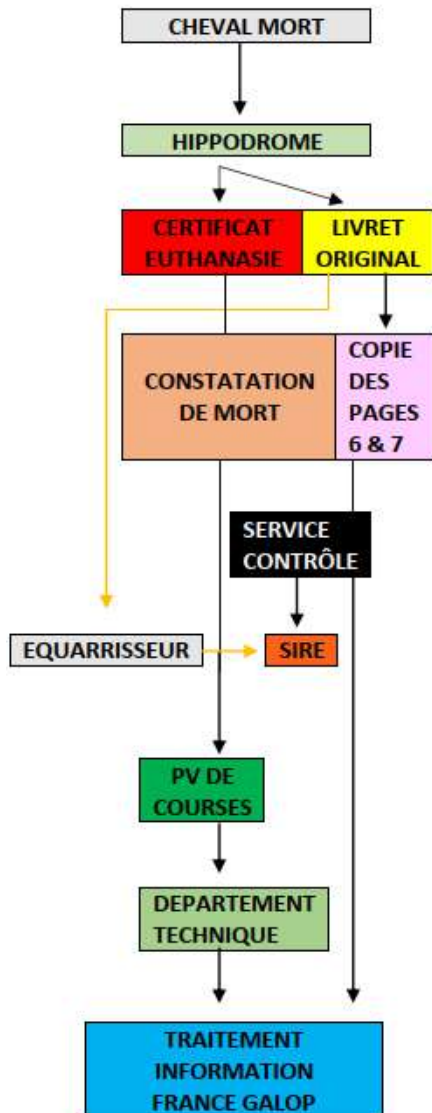 CHEVAL MORT
HIPPODROME
CERTIFICAT
EUTHANASIE
LIVRET
ORIGINAL
CONSTATATION
DE MORT
COPIE
DES
PAGES
6 & 7
SERVICE
CONTRÔLE
EQUARRISSEUR
SIRE
PV DE
COURSES
DEPARTEMENT
TECHNIQUE
TRAITEMENT
INFORMATION
FRANCE GALOP